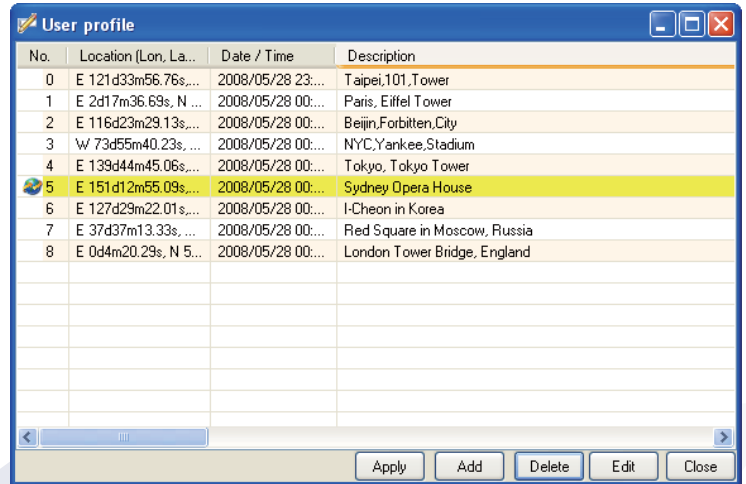 User profile
No. Location (Lon, La... Date / Time Description
0 E 121d33m56.76s,... 2008/05/28 23:... Taipei,101,Tower
1 E 2d17m36.69s, N ... 2008/05/28 00:... Paris, Eiffel Tower
2 E 116d23m29.13s,... 2008/05/28 00:... Beijin,Forbitten,City
3 W 73d55m40.23s, ... 2008/05/28 00:... NYC,Yankee,Stadium
4 E 139d44m45.06s,... 2008/05/28 00:... Tokyo, Tokyo Tower
5 E 151d12m55.09s,... 2008/05/28 00:... Sydney Opera House
6 E 127d29m22.01s,... 2008/05/28 00:... I-Cheon in Korea
7 E 37d37m13.33s, ... 2008/05/28 00:... Red Square in Moscow, Russia
8 E 0d4m20.29s, N 5... 2008/05/28 00:... London Tower Bridge, England
Apply Add Delete Edit Close